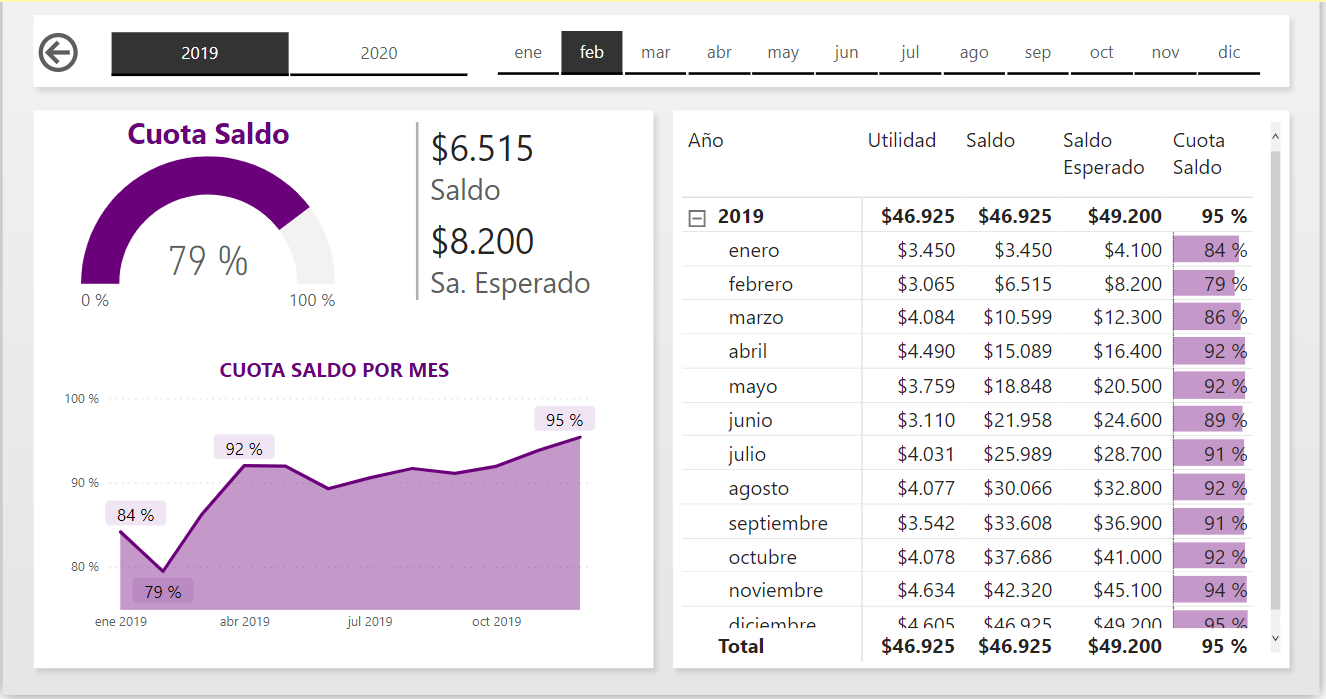 2019 2020 ene feb mar abr may jun jul ago sep oct nov dic
Cuota Saldo
79 %
0 % 100 %
$6.515
Saldo
$8.200
Sa. Esperado
CUOTA SALDO POR MES
100 %
90 %
80 %
84 %
79 %
92 %
95 %
ene 2019 abr 2019 jul 2019 oct 2019
Año Utilidad Saldo Saldo Esperado Cuota Saldo
2019 $46.925 $46.925 $49.200 95 %
enero $3.450 $3.450 $4.100 84 %
febrero $3.065 $6.515 $8.200 79 %
marzo $4.084 $10.599 $12.300 86 %
abril $4.490 $15.089 $16.400 92 %
mayo $3.759 $18.848 $20.500 92 %
junio $3.110 $21.958 $24.600 89 %
julio $4.031 $25.989 $28.700 91 %
agosto $4.077 $30.066 $32.800 92 %
septiembre $3.542 $33.608 $36.900 91 %
octubre $4.078 $37.686 $41.000 92 %
noviembre $4.634 $42.320 $45.100 94 %
diciembre $4.605 $46.925 $49.200 95 %
Total $46.925 $46.925 $49.200 95 %